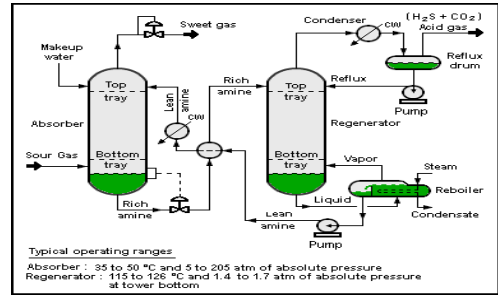 Sweet gas
Condenser
CW
(H₂S + CO₂)
Acid gas
Makeup
water
Rich
amine
Reflux
Reflux
drum
Top
tray
Lean
amine
CW
Top
tray
Pump
Absorber
Regenerator
Bottom
tray
Bottom
tray
Vapor
Steam
Sour Gas
Reboiler
Rich
amine
Liquid
Condensate
Lean
amine
Pump
Typical operating ranges
Absorber : 35 to 50 °C and 5 to 205 atm of absolute pressure
Regenerator : 115 to 126 °C and 1.4 to 1.7 atm of absolute pressure
at tower bottom